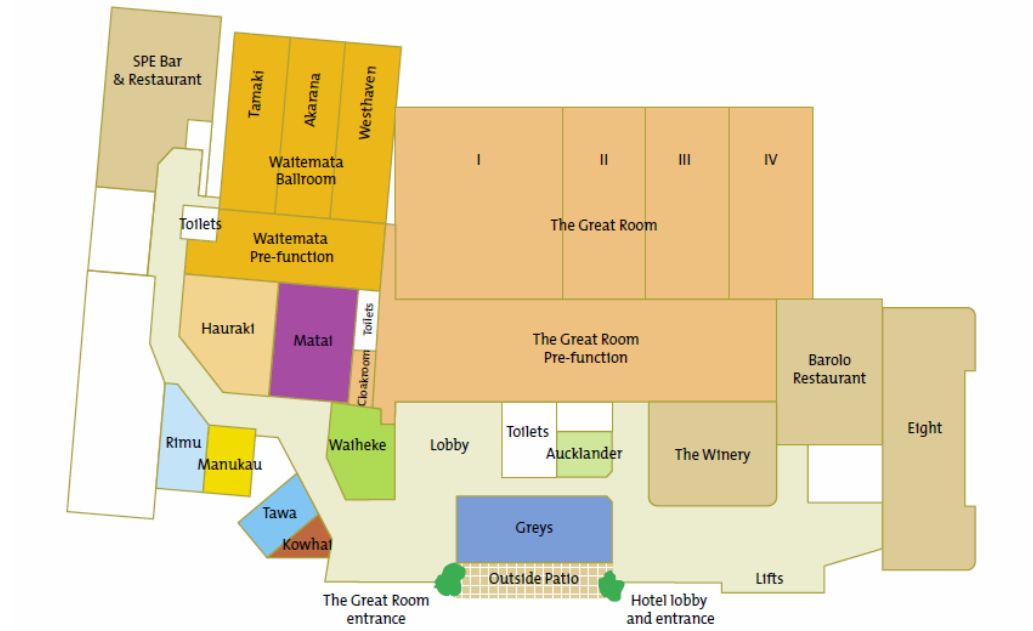 SPE Bar
& Restaurant
Tamaki
Akarana
Westhaven
Waitemata
Ballroom
I
II
III
IV
The Great Room
Toilets
Waitemata
Pre-function
Hauraki
Matai
Toilets
Cloakroom
The Great Room
Pre-function
Barolo
Restaurant
Eight
Rimu
Manukau
Waiheke
Lobby
Toilets
Aucklander
The Winery
Tawa
Kowhai
Greys
Outside Patio
Lifts
The Great Room
entrance
Hotel lobby
and entrance